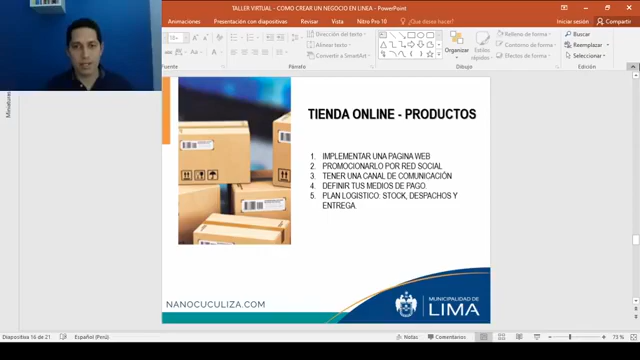 TALLER VIRTUAL - COMO CREAR UN NEGOCIO EN LINEA - PowerPoint
Animaciones Presentación con diapositivas Revisar Vista Nitro Pro 10 ¿Qué desea hacer? Iniciar sesión Compartir
Dirección del texto
Alinear texto
Convertir a SmartArt
Organizar
Relleno de forma
Contorno de forma
Efectos de forma
Buscar
Reemplazar
Seleccionar
Párrafo
Dibujo
Edición
Miniaturas
TIENDA ONLINE - PRODUCTOS
1. IMPLEMENTAR UNA PAGINA WEB
2. PROMOCIONARLO POR RED SOCIAL
3. TENER UNA CANAL DE COMUNICACIÓN
4. DEFINIR TUS MEDIOS DE PAGO.
5. PLAN LOGISTICO: STOCK, DESPACHOS Y
ENTREGA.
NANOCUCULIZA.COM
MUNICIPALIDAD DE
LIMA
Diapositiva 16 de 21 Español (Perú) Notas Comentarios 73 %